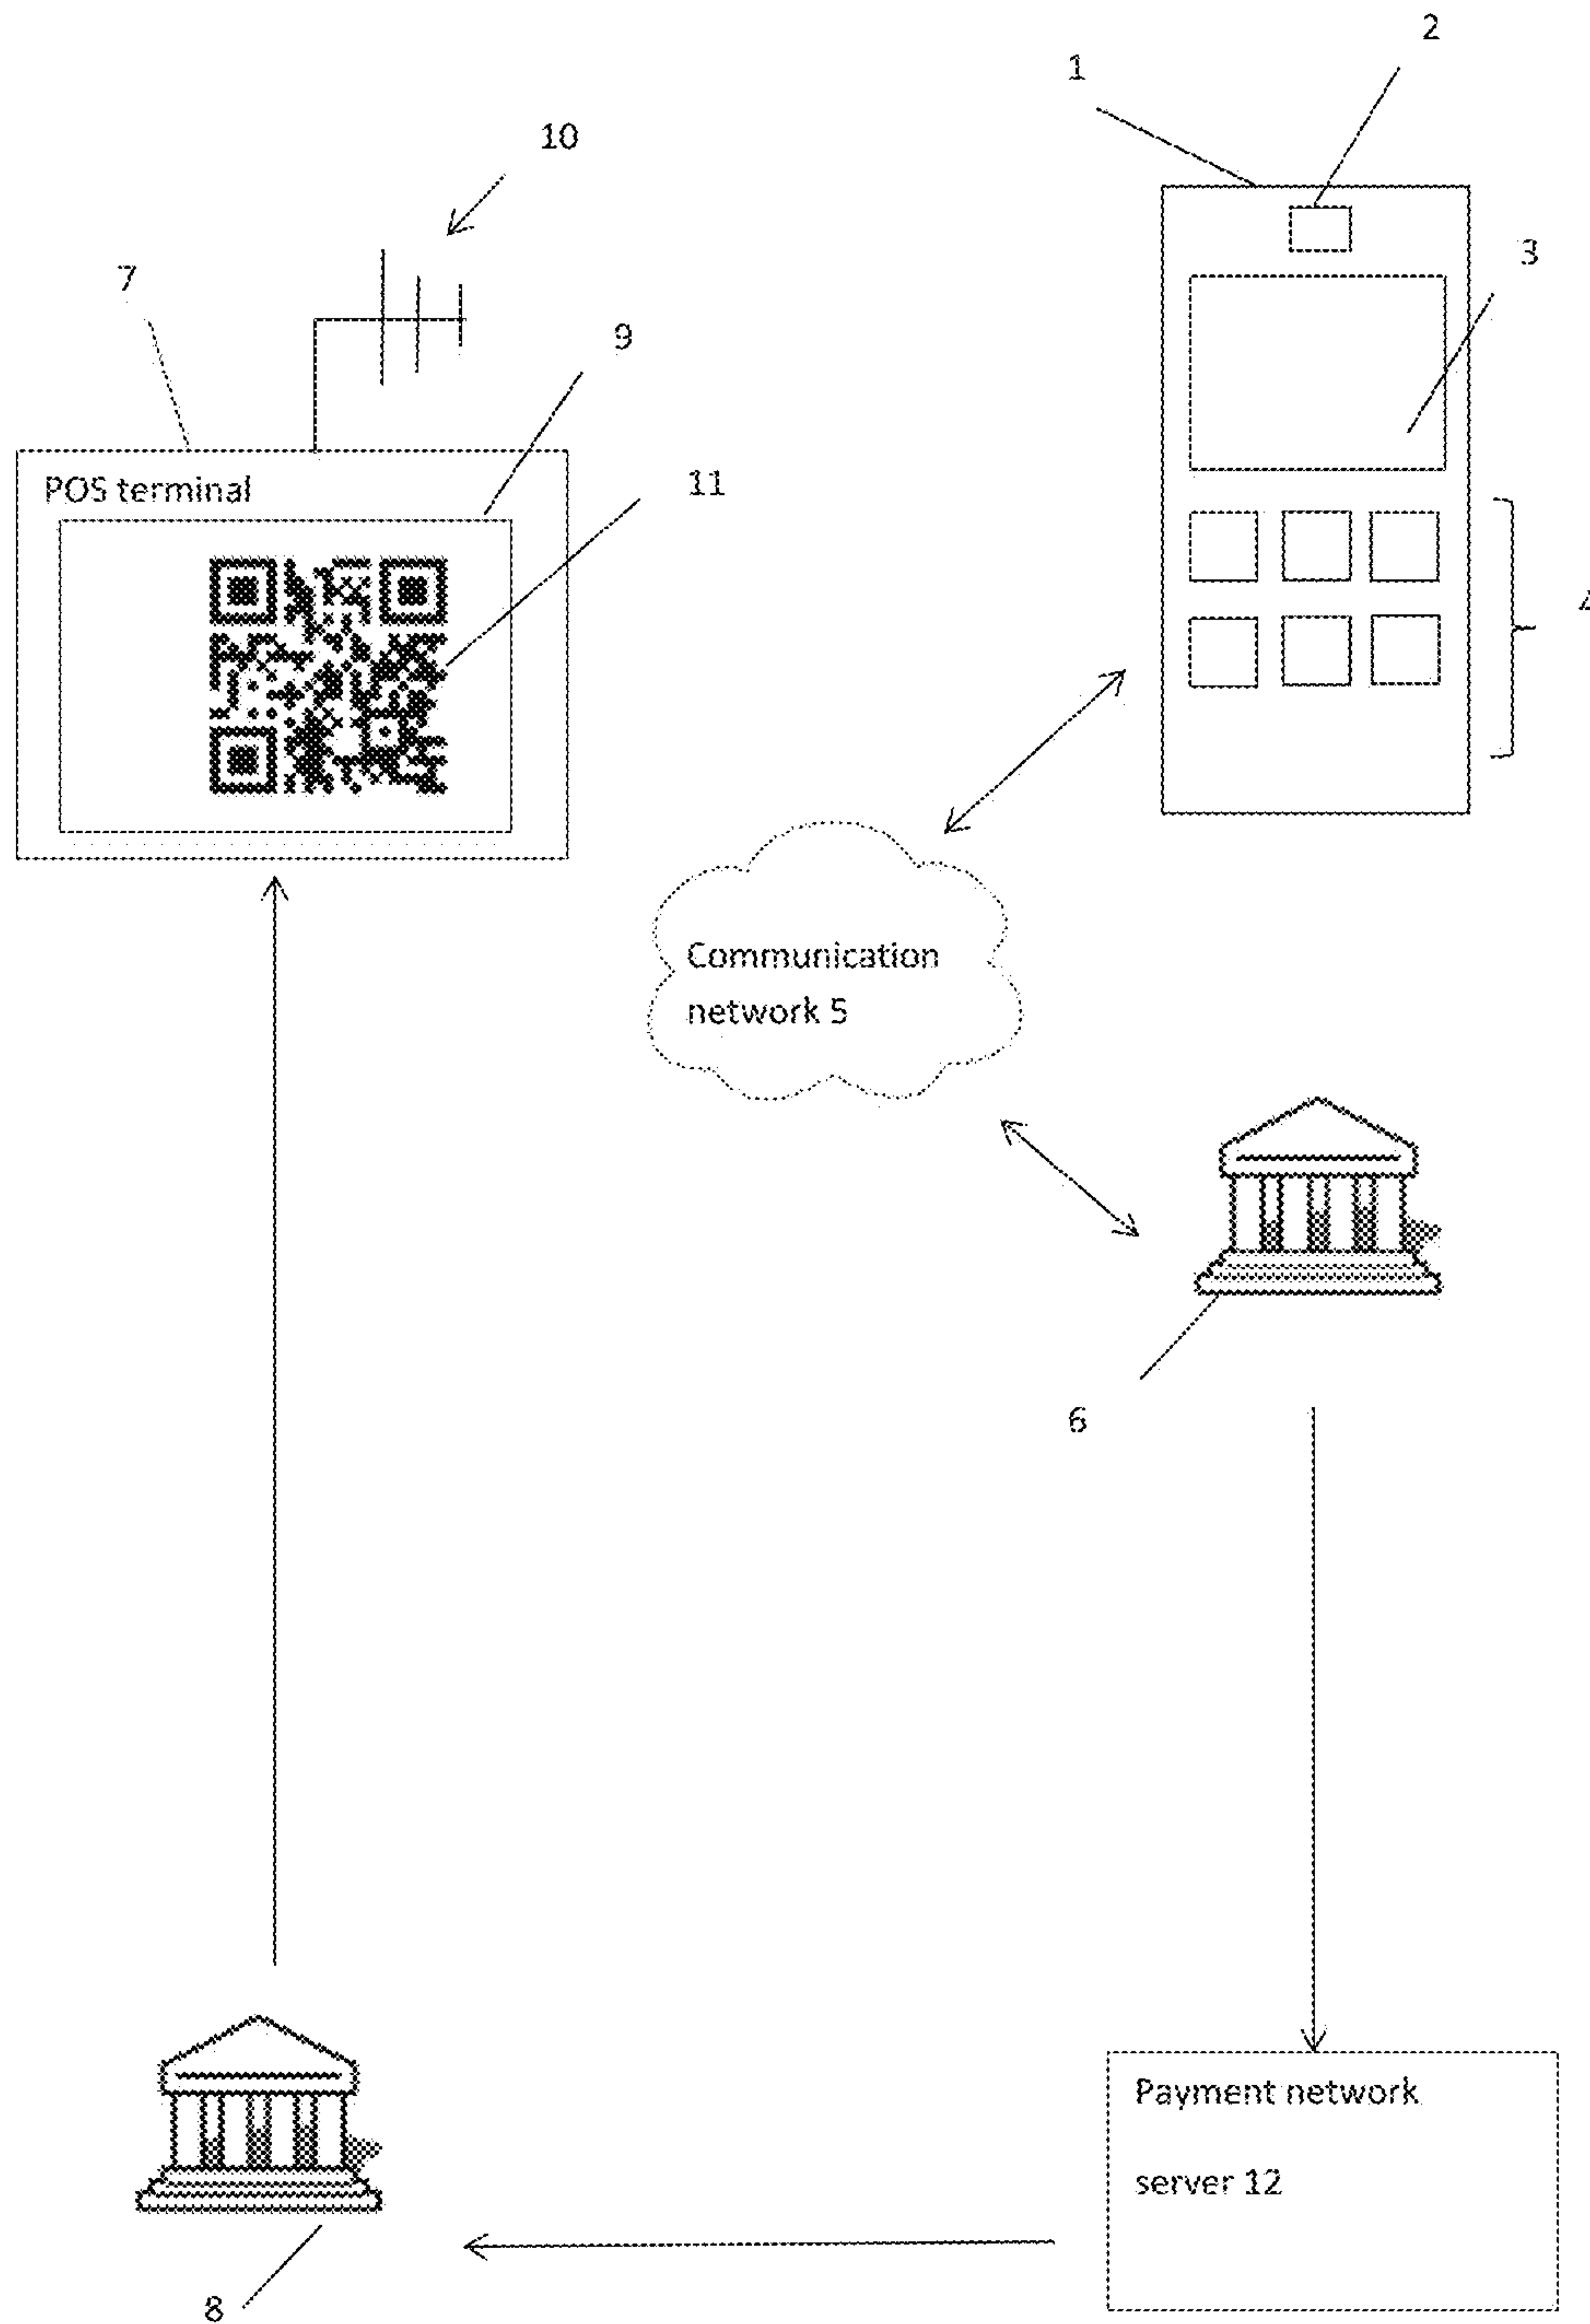 2
1
10
3
7
9
POS terminal
11
4
Communication
network 5
6
Payment network
server 12
8